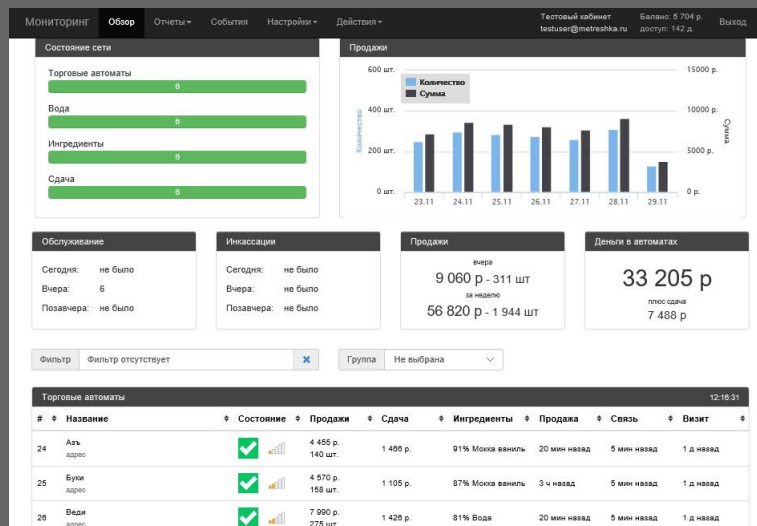 Мониторинг Обзор Отчеты События Настройки Действия Тестовый кабинет Баланс: 5 704 р. Выход
testuser@metreshka.ru доступ: 142 д.
Состояние сети
Торговые автоматы
6
Вода
6
Ингредиенты
6
Сдача
6
Продажи
600 шт. 15000 р.
Количество
Сумма
400 шт. 10000 р.
Количество
Сумма
200 шт. 5000 р.
0 шт. 0 р.
23.11 24.11 25.11 26.11 27.11 28.11 29.11
Обслуживание
Сегодня: не было
Вчера: 6
Позавчера: не было
Инкассации
Сегодня: не было
Вчера: не было
Позавчера: не было
Продажи
вчера
9 060 р - 311 шт
за неделю
56 820 р - 1 944 шт
Деньги в автоматах
33 205 р
плюс сдача
7 488 р
Фильтр Фильтр отсутствует Группа Не выбрана
Торговые автоматы 12:16:31
# Название Состояние Продажи Сдача Ингредиенты Продажа Связь Визит
24 Азъ 4 455 р. 1 466 р. 91% Мокка ваниль 20 мин назад 5 мин назад 1 д назад
адрес 140 шт.
25 Буки 4 570 р. 1 105 р. 87% Мокка ваниль 3 ч назад 5 мин назад 1 д назад
адрес 158 шт.
26 Веди 7 990 р. 1 426 р. 81% Вода 20 мин назад 5 мин назад 1 д назад
адрес 275 шт.